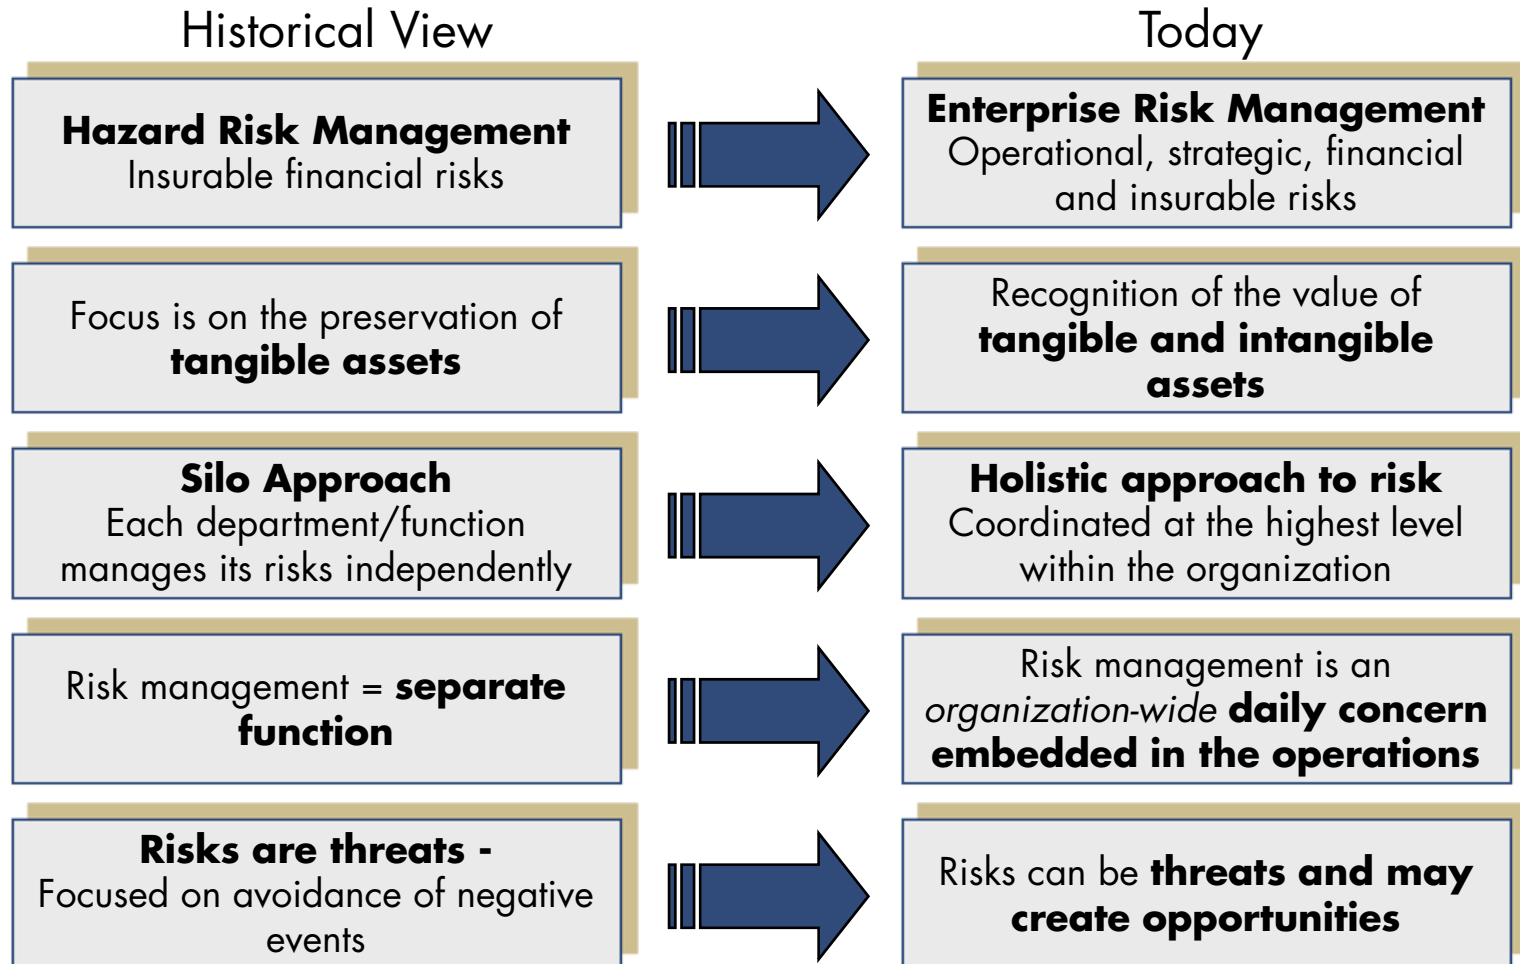 Historical View
Today
Hazard Risk Management
Insurable financial risks
Enterprise Risk Management
Operational, strategic, financial
and insurable risks
Focus is on the preservation of
tangible assets
Recognition of the value of
tangible and intangible
assets
Silo Approach
Each department/function
manages its risks independently
Holistic approach to risk
Coordinated at the highest level
within the organization
Risk management = separate
function
Risk management is an
organization-wide daily concern
embedded in the operations
Risks are threats -
Focused on avoidance of negative
events
Risks can be threats and may
create opportunities